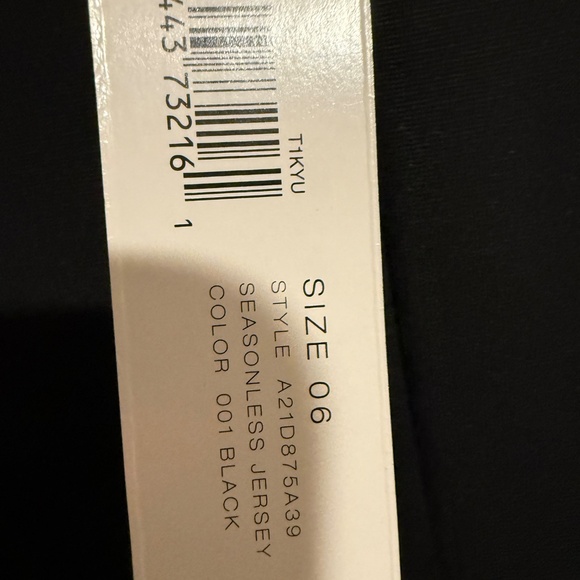 443 73216 1
T1KYU
SIZE 06
STYLE A21D875A39
SEASONLESS JERSEY
COLOR 001 BLACK